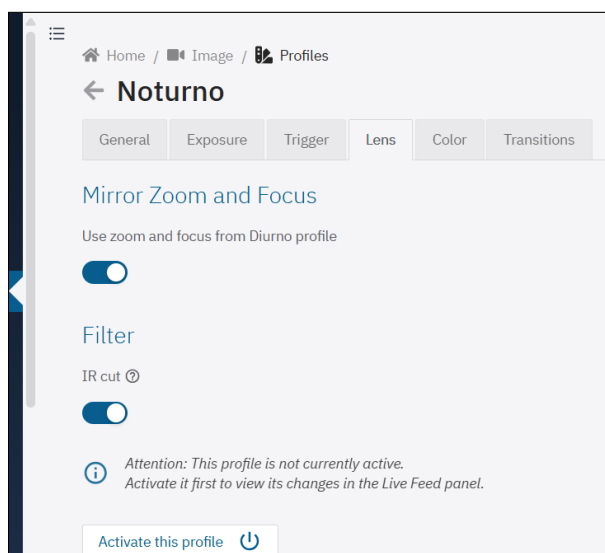 Home / Image / Profiles
Noturno
General Exposure Trigger Lens Color Transitions
Mirror Zoom and Focus
Use zoom and focus from Diurno profile
Filter
IR cut
Attention: This profile is not currently active.
Activate it first to view its changes in the Live Feed panel.
Activate this profile